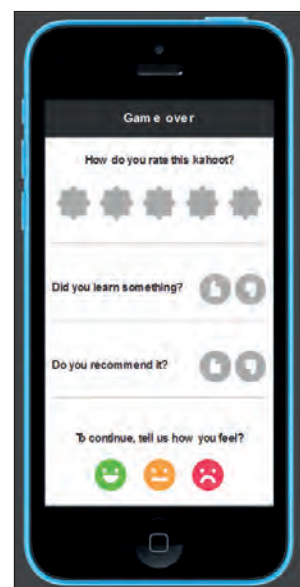 Game over
How do you rate this kahoot?
Did you learn something?
Do you recommend it?
To continue, tell us how you feel?